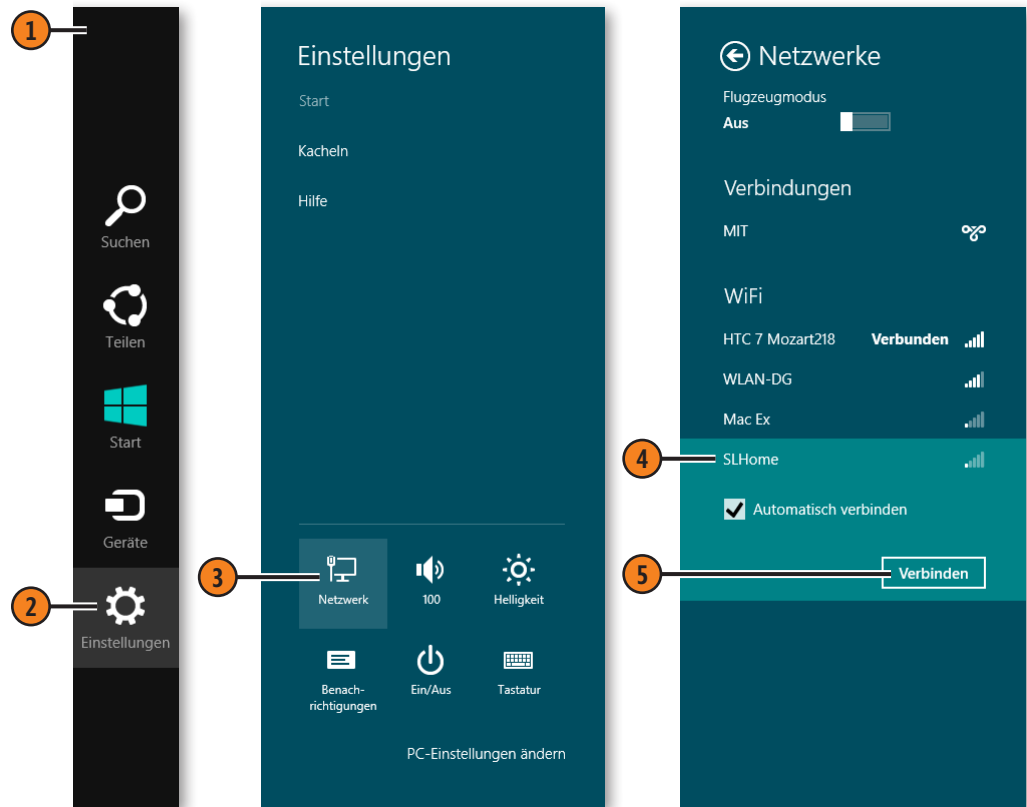 1
Suchen
Teilen
Start
Geräte
2
Einstellungen
Einstellungen
Start
Kacheln
Hilfe
3
Netzwerk
100
Helligkeit
Benach-
richtigungen
Ein/Aus
Tastatur
PC-Einstellungen ändern
Netzwerke
Flugzeugmodus
Aus
Verbindungen
MIT
WiFi
HTC 7 Mozart218 Verbunden
WLAN-DG
Mac Ex
4
SLHome
Automatisch verbinden
5
Verbinden